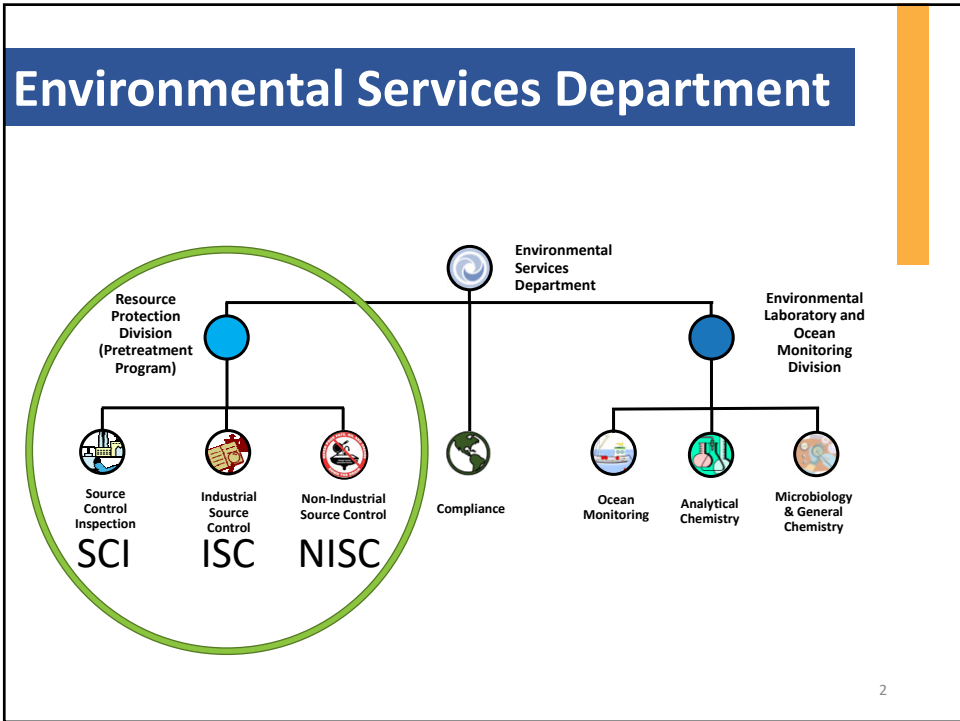 Environmental Services Department
Environmental
Services
Department
Resource
Protection
Division
(Pretreatment
Program)
Environmental
Laboratory and
Ocean
Monitoring
Division
Source
Control
Inspection
SCI
Industrial
Source
Control
ISC
Non-Industrial
Source Control
NISC
Compliance
Ocean
Monitoring
Analytical
Chemistry
Microbiology
& General
Chemistry
2